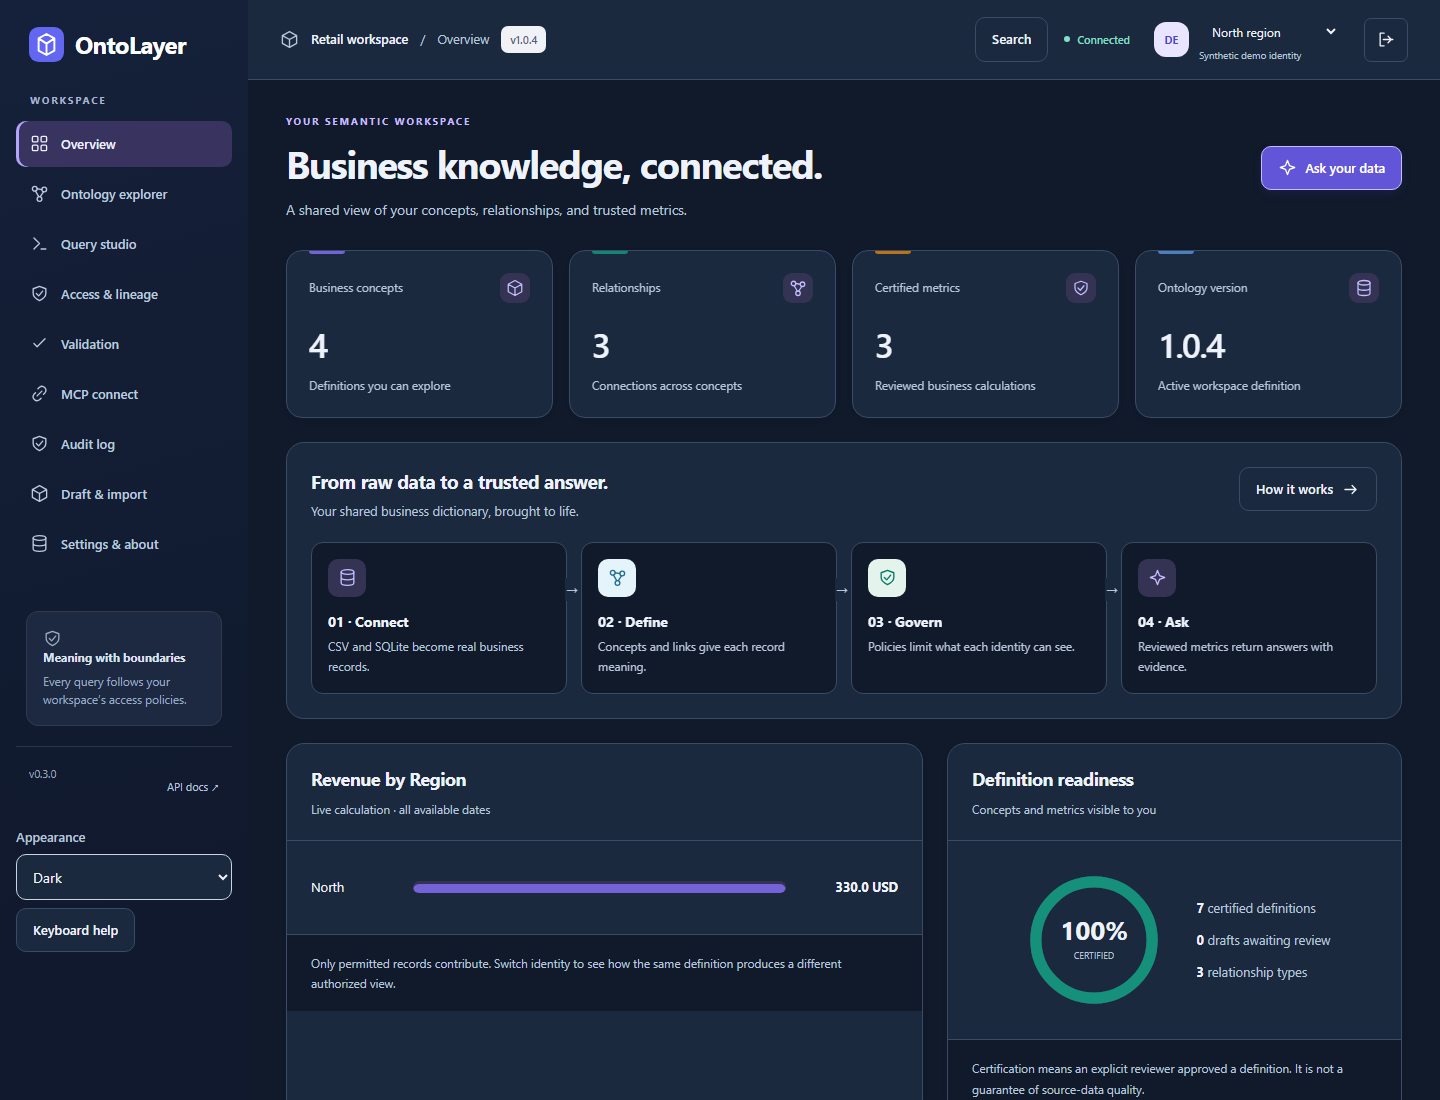 OntoLayer
WORKSPACE
Overview
Ontology explorer
Query studio
Access & lineage
Validation
MCP connect
Audit log
Draft & import
Settings & about
Meaning with boundaries
Every query follows your
workspace's access policies.
v0.3.0
API docs ↗
Appearance
Dark
Keyboard help
Retail workspace / Overview v1.0.4
Search
Connected
DE
North region
Synthetic demo identity
YOUR SEMANTIC WORKSPACE
Business knowledge, connected.
A shared view of your concepts, relationships, and trusted metrics.
Ask your data
Business concepts
4
Definitions you can explore
Relationships
3
Connections across concepts
Certified metrics
3
Reviewed business calculations
Ontology version
1.0.4
Active workspace definition
From raw data to a trusted answer.
Your shared business dictionary, brought to life.
How it works →
01 · Connect
CSV and SQLite become real business
records.
→
02 · Define
Concepts and links give each record
meaning.
→
03 · Govern
Policies limit what each identity can see.
→
04 · Ask
Reviewed metrics return answers with
evidence.
Revenue by Region
Live calculation · all available dates
North
330.0 USD
Only permitted records contribute. Switch identity to see how the same definition produces a different
authorized view.
Definition readiness
Concepts and metrics visible to you
100%
CERTIFIED
7 certified definitions
0 drafts awaiting review
3 relationship types
Certification means an explicit reviewer approved a definition. It is not a
guarantee of source-data quality.